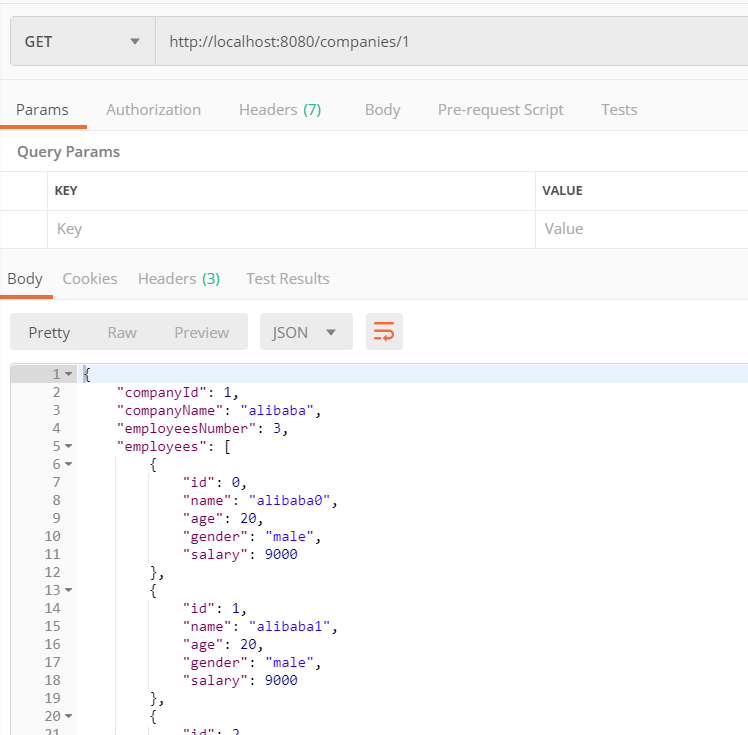 GET http://localhost:8080/companies/1
Params Authorization Headers (7) Body Pre-request Script Tests
Query Params
KEY VALUE
Key Value
Body Cookies Headers (3) Test Results
Pretty Raw Preview JSON
1 {
2 "companyId": 1,
3 "companyName": "alibaba",
4 "employeesNumber": 3,
5 "employees": [
6 {
7 "id": 0,
8 "name": "alibaba0",
9 "age": 20,
10 "gender": "male",
11 "salary": 9000
12 },
13 {
14 "id": 1,
15 "name": "alibaba1",
16 "age": 20,
17 "gender": "male",
18 "salary": 9000
19 },
20 {
21 "id": 2